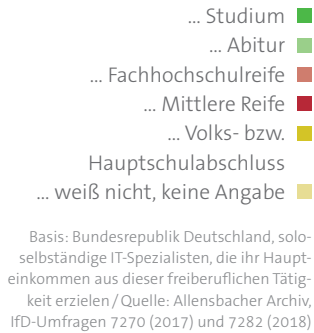 ... Studium
... Abitur
... Fachhochschulreife
... Mittlere Reife
... Volks- bzw.
Hauptschulabschluss
... weiß nicht, keine Angabe
Basis: Bundesrepublik Deutschland, solo-
selbständige IT-Spezialisten, die ihr Haupt-
einkommen aus dieser freiberuflichen Tätig-
keit erzielen / Quelle: Allensbacher Archiv,
IfD-Umfragen 7270 (2017) und 7282 (2018)